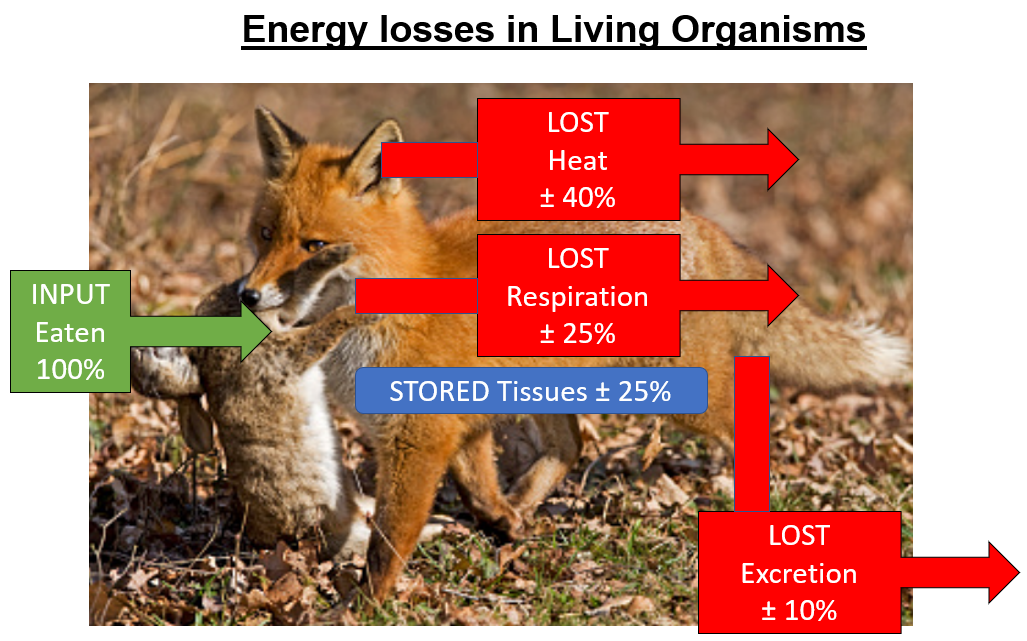 Energy losses in Living Organisms
LOST
Heat
± 40%
LOST
Respiration
± 25%
INPUT
Eaten
100%
STORED Tissues ± 25%
LOST
Excretion
± 10%